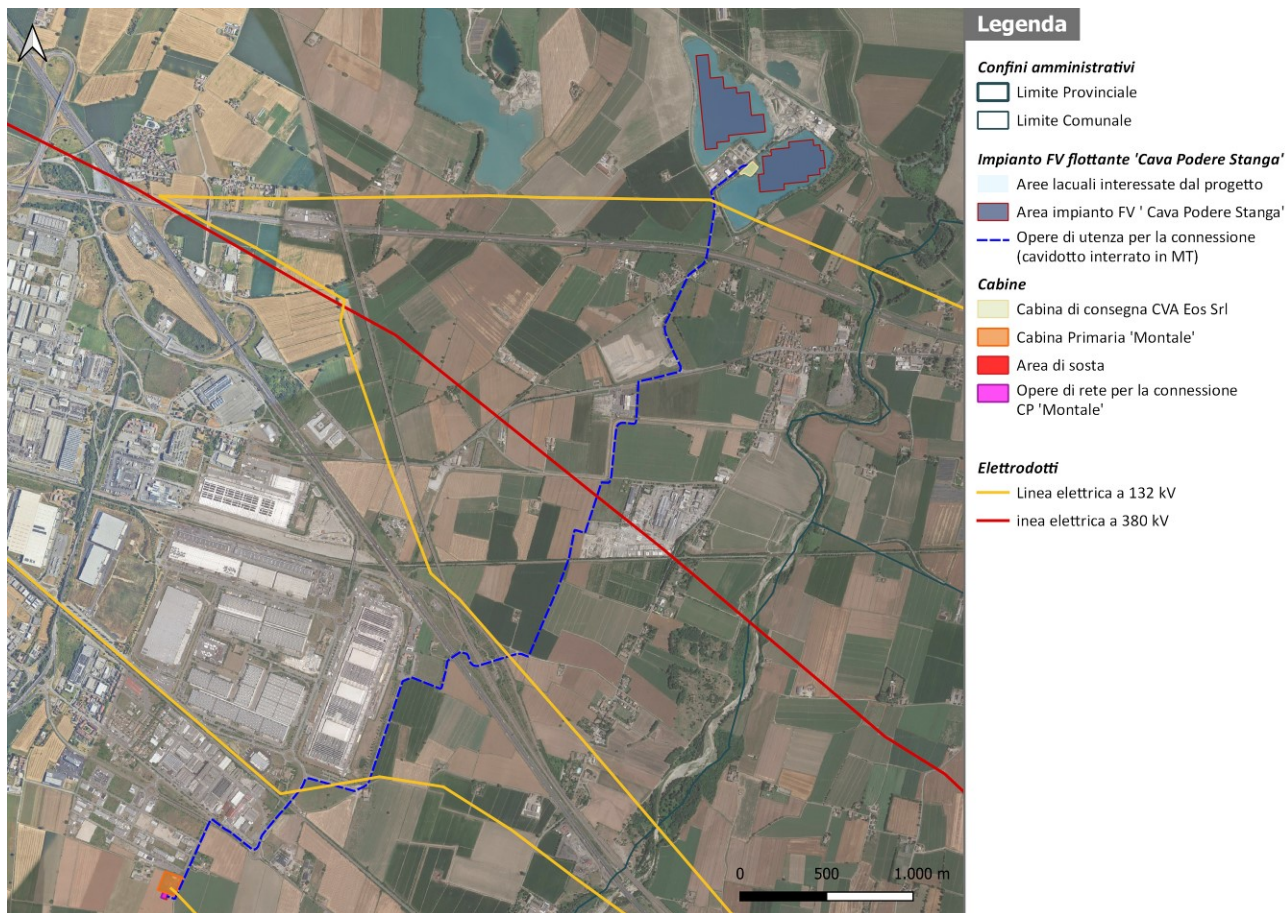 Legenda
Confini amministrativi
Limite Provinciale
Limite Comunale
Impianto FV flottante 'Cava Podere Stanga'
Aree lacuali interessate dal progetto
Area impianto FV ' Cava Podere Stanga'
Opere di utenza per la connessione
(cavidotto interrato in MT)
Cabine
Cabina di consegna CVA Eos Srl
Cabina Primaria 'Montale'
Area di sosta
Opere di rete per la connessione
CP 'Montale'
Elettrodotti
Linea elettrica a 132 kV
inea elettrica a 380 kV
0 500 1.000 m